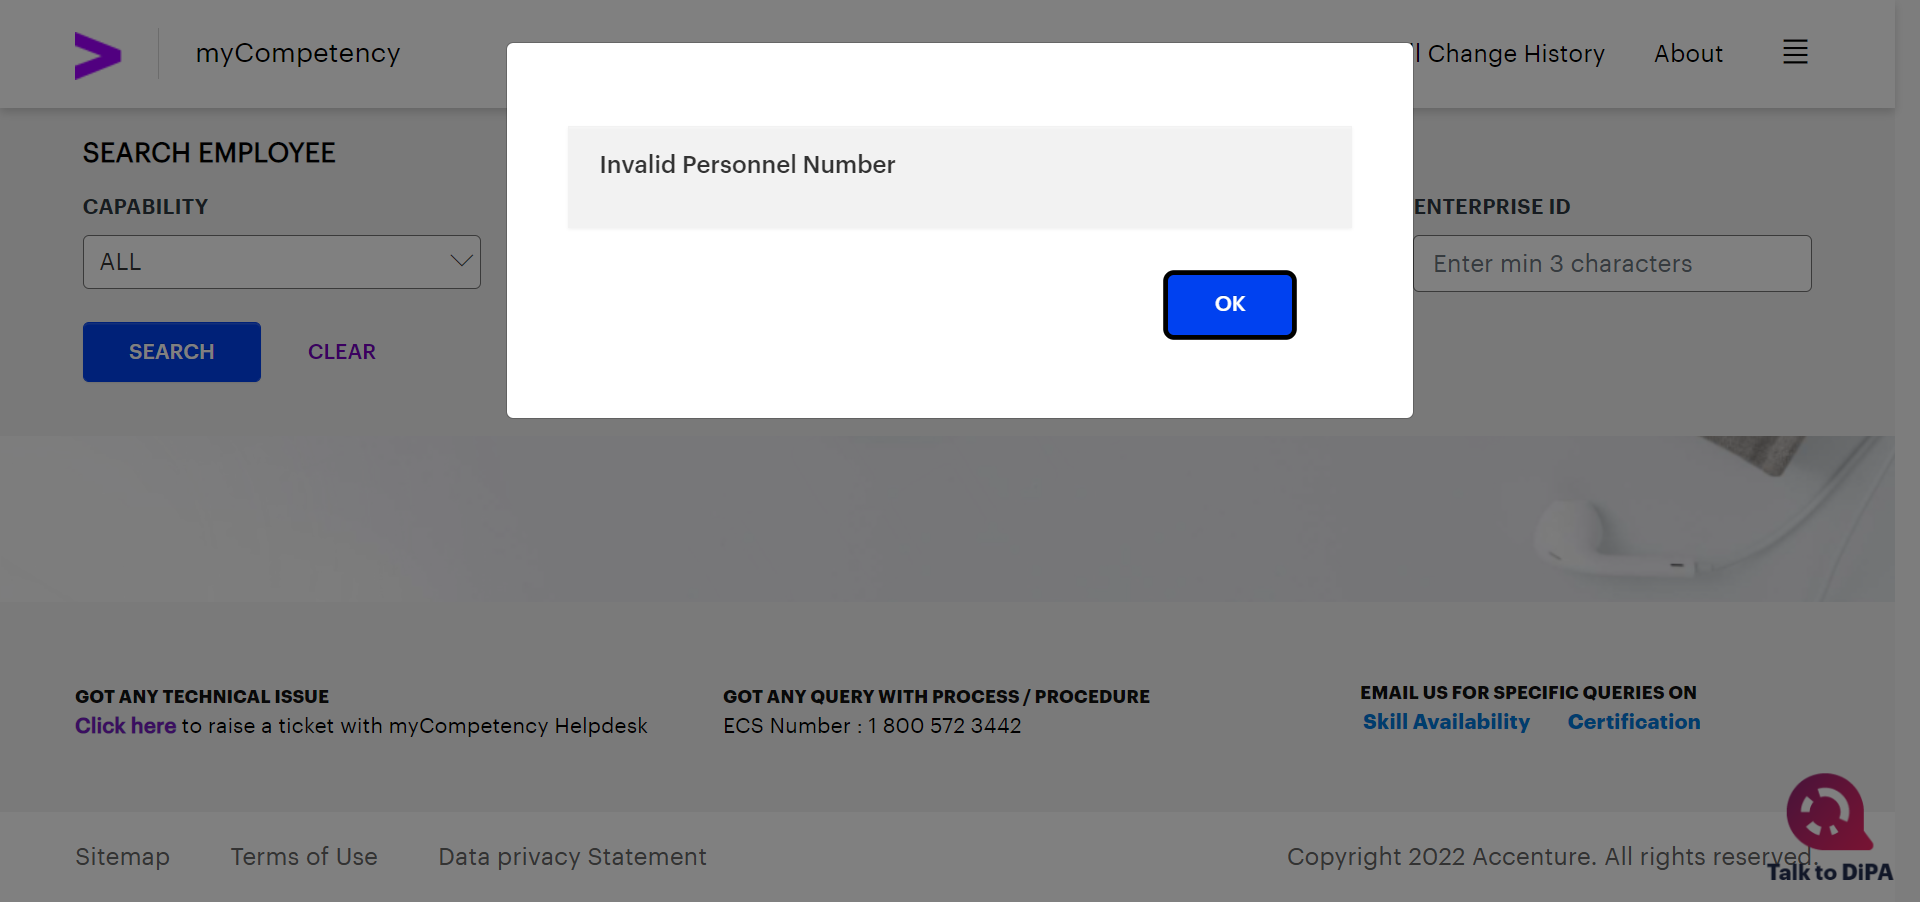 myCompetency
Change History
About
SEARCH EMPLOYEE
Invalid Personnel Number
OK
CAPABILITY
ALL
ENTERPRISE ID
Enter min 3 characters
SEARCH
CLEAR
GOT ANY TECHNICAL ISSUE
Click here to raise a ticket with myCompetency Helpdesk
GOT ANY QUERY WITH PROCESS / PROCEDURE
ECS Number : 1 800 572 3442
EMAIL US FOR SPECIFIC QUERIES ON
Skill Availability
Certification
Sitemap
Terms of Use
Data privacy Statement
Copyright 2022 Accenture. All rights reserved.
Talk to DiPA